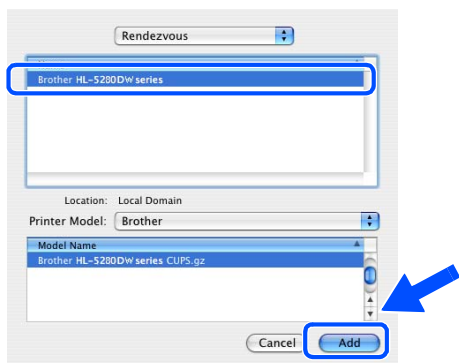 Rendezvous
Brother HL-5280DW series
Location: Local Domain
Printer Model: Brother
Model Name
Brother HL-5280DW series CUPS.gz
Cancel Add